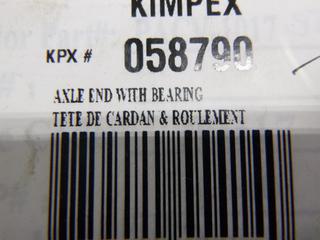 KIMPEX
KPX # 058790
AXLE END WITH BEARING
TETE DE CARDAN & ROULEMENT